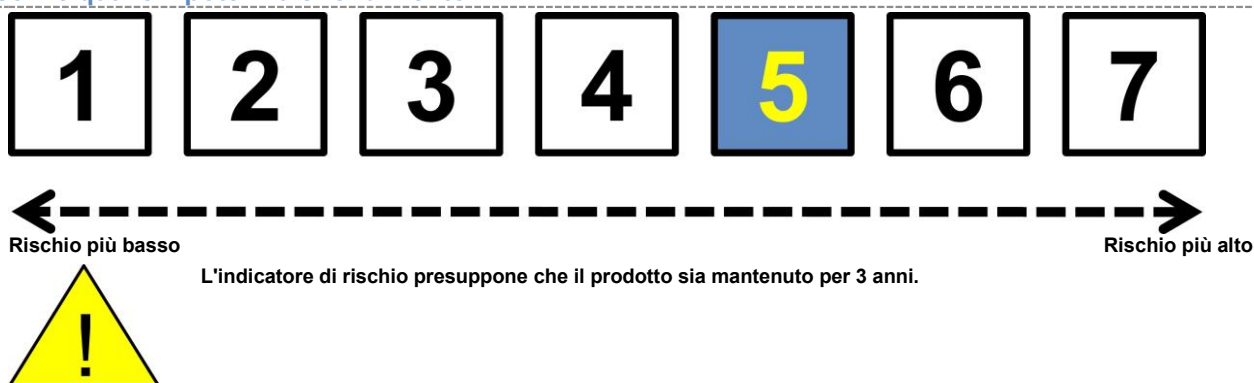 1 2 3 4 5 6 7
Rischio più basso Rischio più alto
L'indicatore di rischio presuppone che il prodotto sia mantenuto per 3 anni.
!